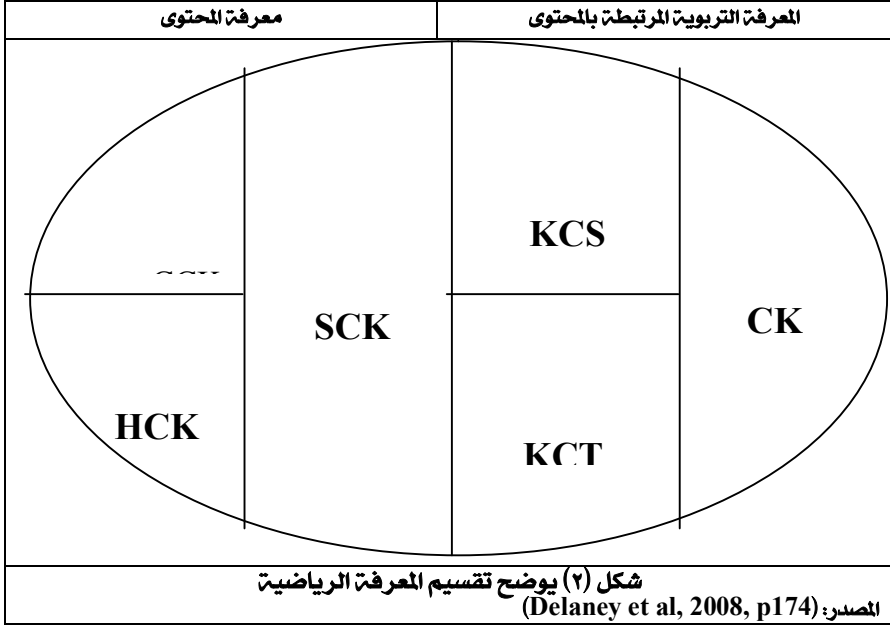 المعرفة التربوية المرتبطة بالمحتوى
معرفة المحتوى
KCS
SCK
CK
HCK
KCT
شكل (٢) يوضح تقسيم المعرفة الرياضية
المصدر: (Delaney et al, 2008, p174)